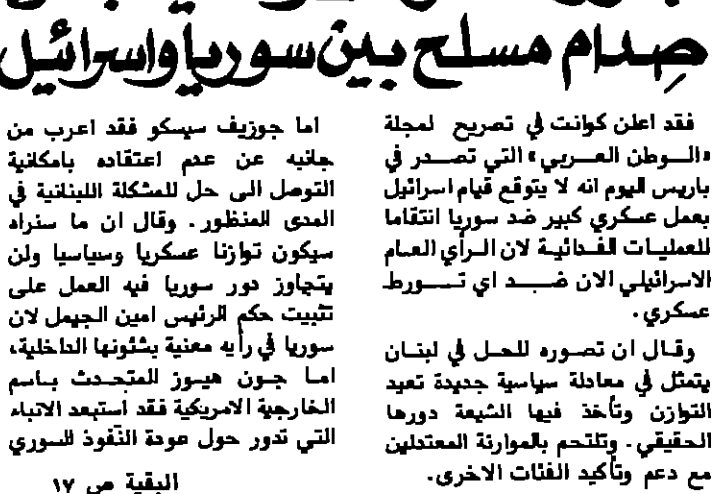 صدام مسلح بين سوريا واسرائيل
فقد اعلن كوانت في تصريح لمجلة
«الوطن العربي» التي تصدر في
باريس اليوم انه لا يتوقع قيام اسرائيل
بعمل عسكري كبير ضد سوريا انتقاما
للعمليات الفدائية لان الرأي العام
الاسرائيلي الان ضد اي تورط
عسكري.
وقال ان تصوره للحل في لبنان
يتمثل في معادلة سياسية جديدة تعيد
التوازن وتأخذ فيها الشيعة دورها
الحقيقي. وتلتحم بالموارنة المعتدلين
مع دعم وتأكيد الفئات الاخرى.
اما جوزيف سيسكو فقد اعرب من
جانبه عن عدم اعتقاده بامكانية
التوصل الى حل للمشكلة اللبنانية في
المدى المنظور. وقال ان ما سنراه
سيكون توازنا عسكريا وسياسيا ولن
يتجاوز دور سوريا فيه العمل على
تثبيت حكم الرئيس امين الجيمل لان
سوريا في رأيه معنية بشئونها الداخلية،
اما جون هيوز المتحدث باسم
الخارجية الامريكية فقد استبعد الانباء
التي تدور حول عودة النفوذ السوري
البقية ص ١٧